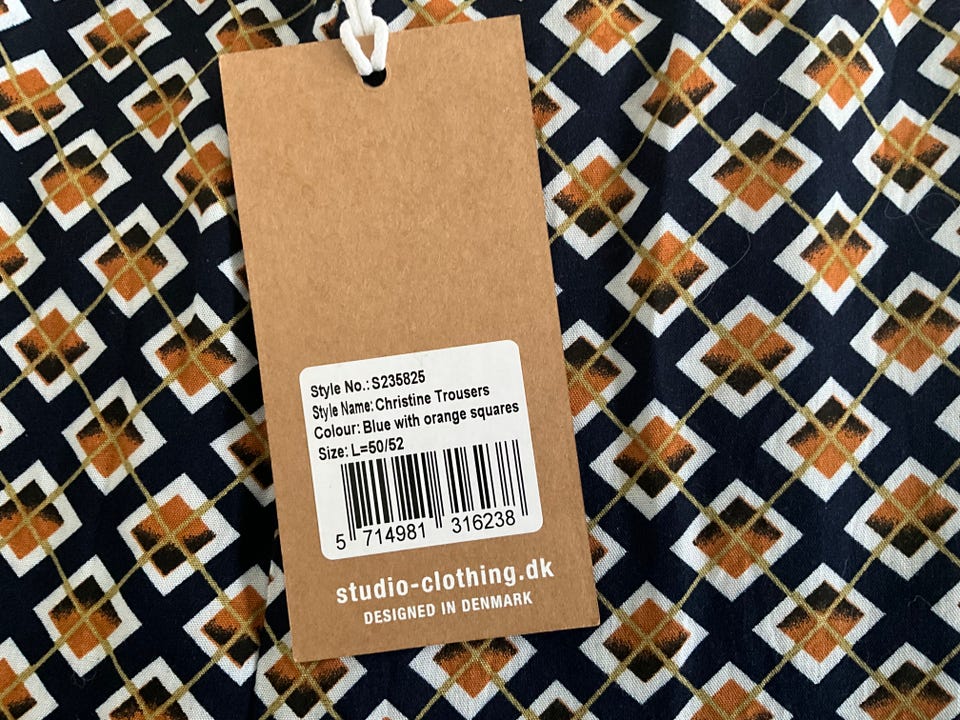 Style No.: S235825
Style Name: Christine Trousers
Colour: Blue with orange squares
Size: L=50/52
5 714981 316238
studio-clothing.dk
DESIGNED IN DENMARK